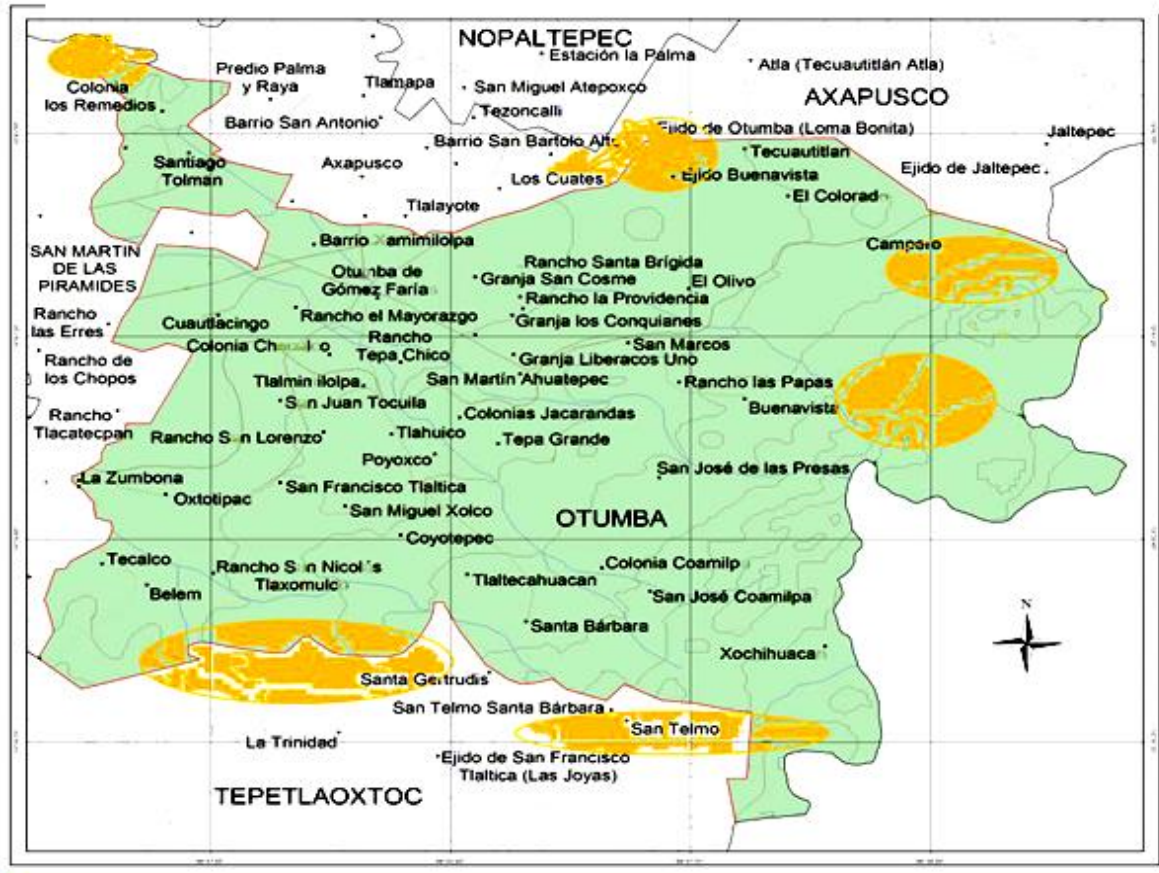 NOPALTEPEC
Estación la Palma
Atla (Tecuautitlán Atla)
Predio Palma
y Raya
Tlamapa
Colonia
los Remedios
San Miguel Atepoxco
AXAPUSCO
Tezoncalli
Barrio San Antonio
Ejido de Otumba (Loma Bonita)
Jaltepec
Barrio San Bartolo Alto
Tecuautitlan
Axapusco
Santiago
Tolman
Ejido de Jaltepec
Los Cuates
Ejido Buenavista
El Colorad
Tlalayote
Barrio Xamimilolpa
Camparo
SAN MARTIN
DE LAS
PIRAMIDES
Rancho Santa Brígida
Otumba de
Gómez Faría
Granja San Cosme
El Olivo
Rancho la Providencia
Rancho
las Erres
Cuautlacingo
Rancho el Mayorazgo
Granja los Conquianes
Rancho
Tepa Chico
Colonia
San Marcos
Rancho de
los Chopos
Granja Liberacos Uno
Tlalmin ilolpa
San Martín Ahuatepec
Rancho las Papas
San Juan Tocuila
Buenavista
Rancho
Tlacatecpan
Colonias Jacarandas
Rancho San Lorenzo
Tlahuico
Tepa Grande
Poyoxco
San José de las Presas
La Zumbona
San Francisco Tlaltica
Oxtotipac
San Miguel Xolco
OTUMBA
Coyotepec
Tecalco
Rancho San Nicolás
Tlaxomulco
Colonia Coamilpa
Tlaltecahuacan
Belem
San José Coamilpa
N
Santa Bárbara
Xochihuacan
Santa Gertrudis
San Telmo Santa Bárbara
San Telmo
La Trinidad
Ejido de San Francisco
Tlaltica (Las Joyas)
TEPETLAOXTOC